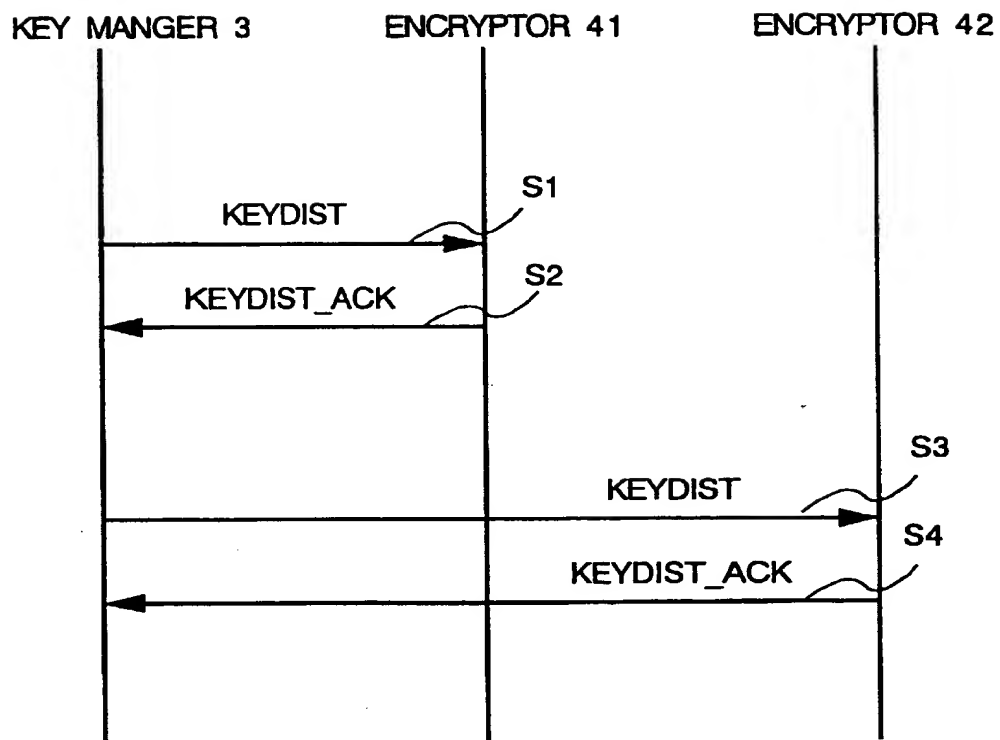 KEY MANGER 3
ENCRYPTOR 41
ENCRYPTOR 42
S1
KEYDIST
S2
KEYDIST_ACK
S3
KEYDIST
S4
KEYDIST_ACK